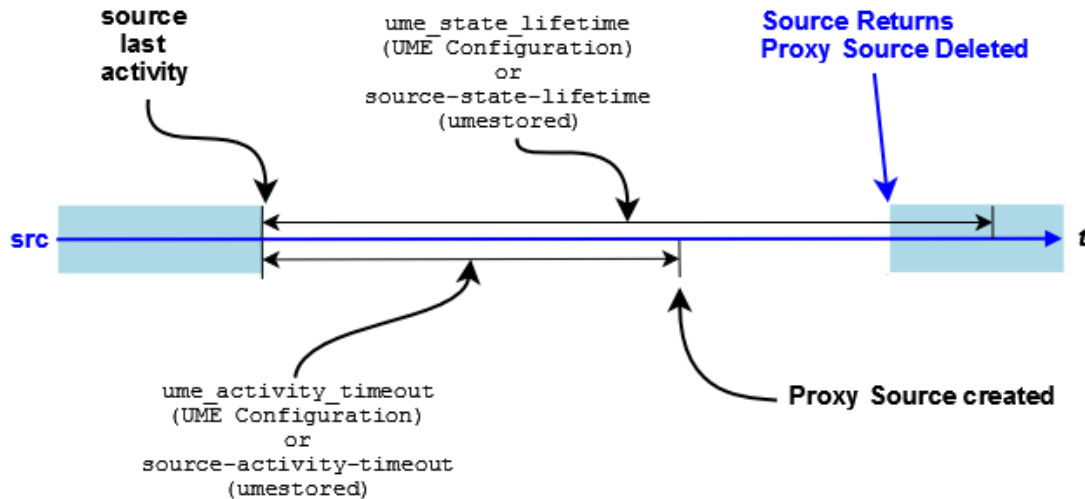 source
last
activity
ume_state_lifetime
(UME Configuration)
or
source-state-lifetime
(umestored)
Source Returns
Proxy Source Deleted
src
t
ume_activity_timeout
(UME Configuration)
or
source-activity-timeout
(umestored)
Proxy Source created